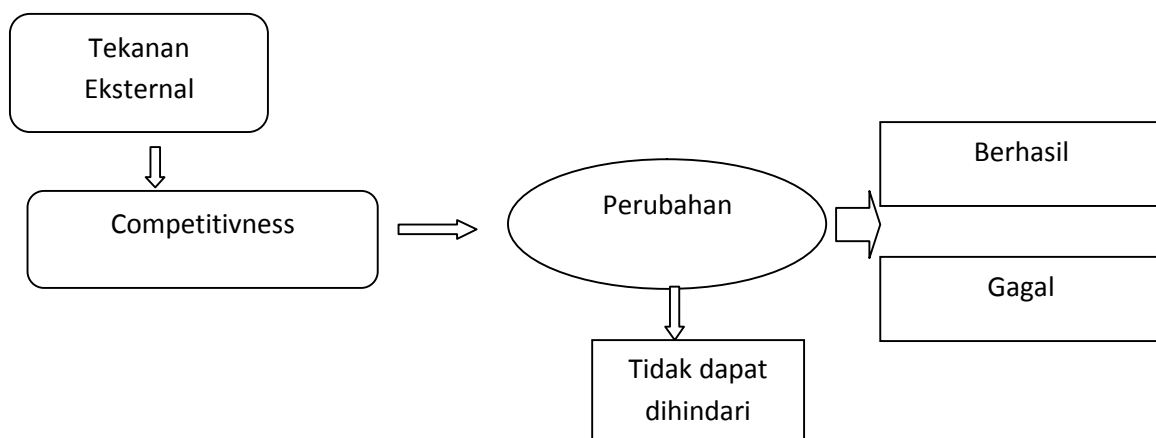 Tekanan
Eksternal
Competitivness
Perubahan
Berhasil
Gagal
Tidak dapat
dihindari